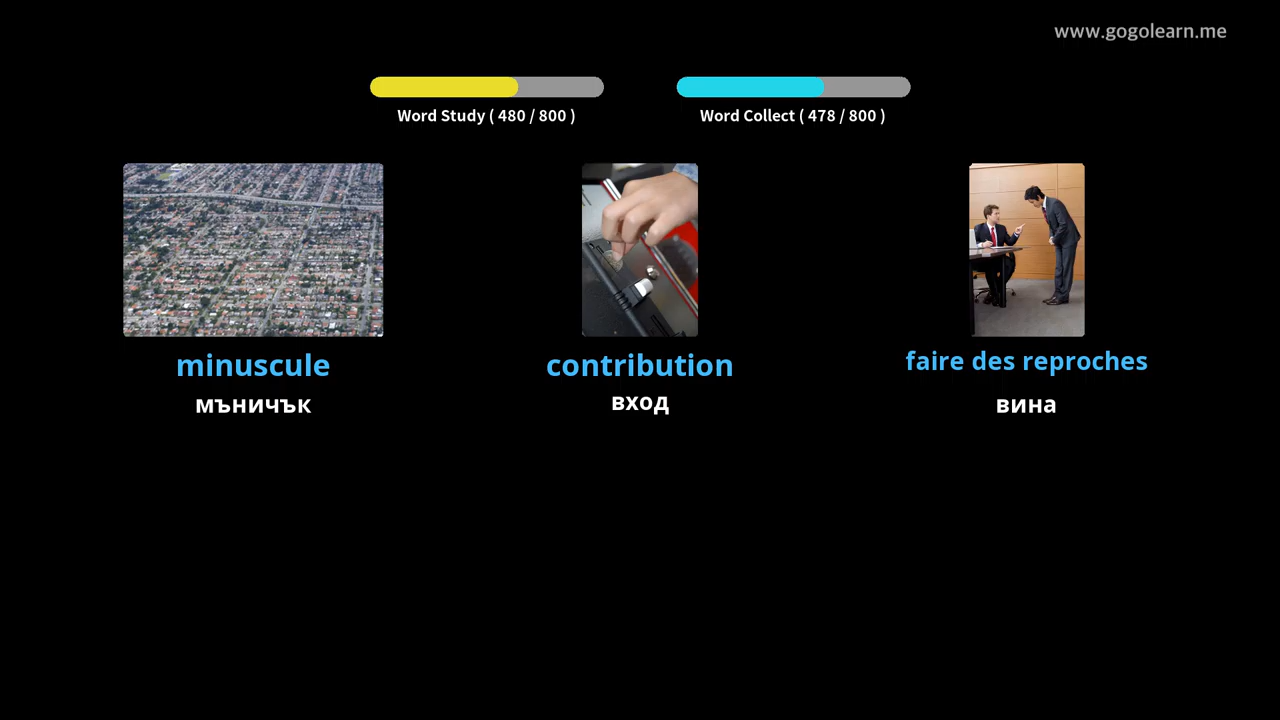 www.gogolearn.me
Word Study ( 480 / 800 )
Word Collect ( 478 / 800 )
minuscule
мъничък
contribution
вход
faire des reproches
вина